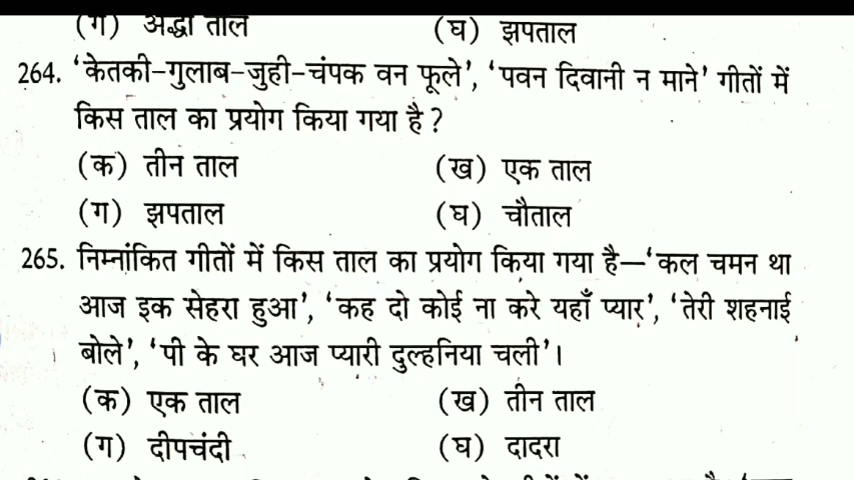 (ग) अद्धा ताल (घ) झपताल
264. ‘केतकी-गुलाब-जुही-चंपक वन फूले’, ‘पवन दिवानी न माने’ गीतों में
किस ताल का प्रयोग किया गया है?
(क) तीन ताल (ख) एक ताल
(ग) झपताल (घ) चौताल
265. निम्नांकित गीतों में किस ताल का प्रयोग किया गया है—‘कल चमन था
आज इक सेहरा हुआ’, ‘कह दो कोई ना करे यहाँ प्यार’, ‘तेरी शहनाई
बोले’, ‘पी के घर आज प्यारी दुल्हनिया चली’।
(क) एक ताल (ख) तीन ताल
(ग) दीपचंदी (घ) दादरा